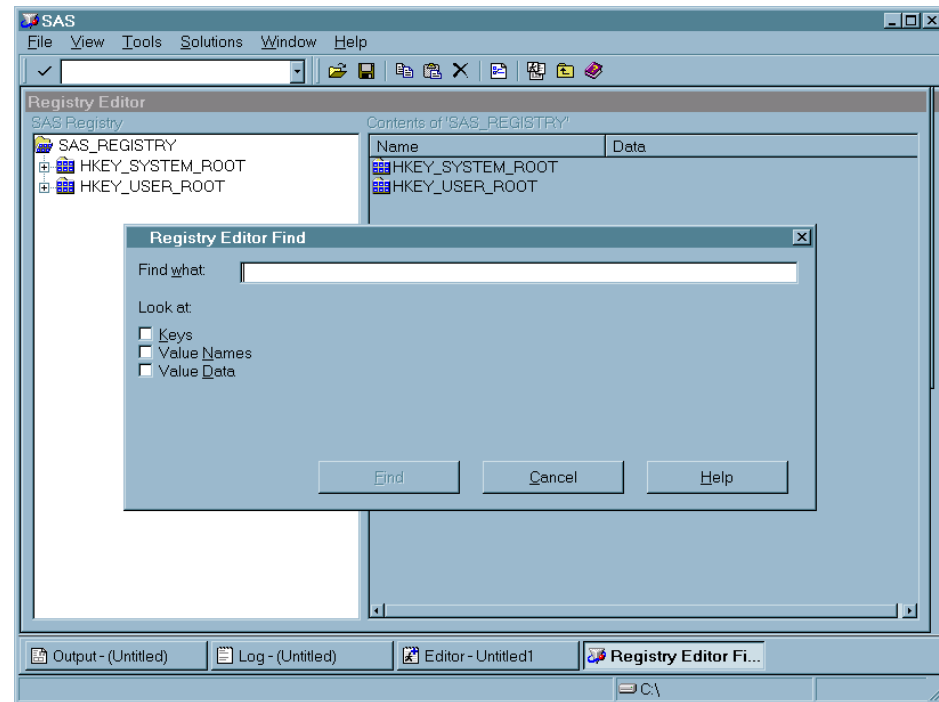 SAS
File View Tools Solutions Window Help
Registry Editor
SAS Registry
Contents of 'SAS_REGISTRY'
SAS_REGISTRY
HKEY_SYSTEM_ROOT
HKEY_USER_ROOT
Name Data
HKEY_SYSTEM_ROOT
HKEY_USER_ROOT
Registry Editor Find
Find what:
Look at:
Keys
Value Names
Value Data
Find Cancel Help
Output - (Untitled) Log - (Untitled) Editor - Untitled1 Registry Editor Fi...
C:\